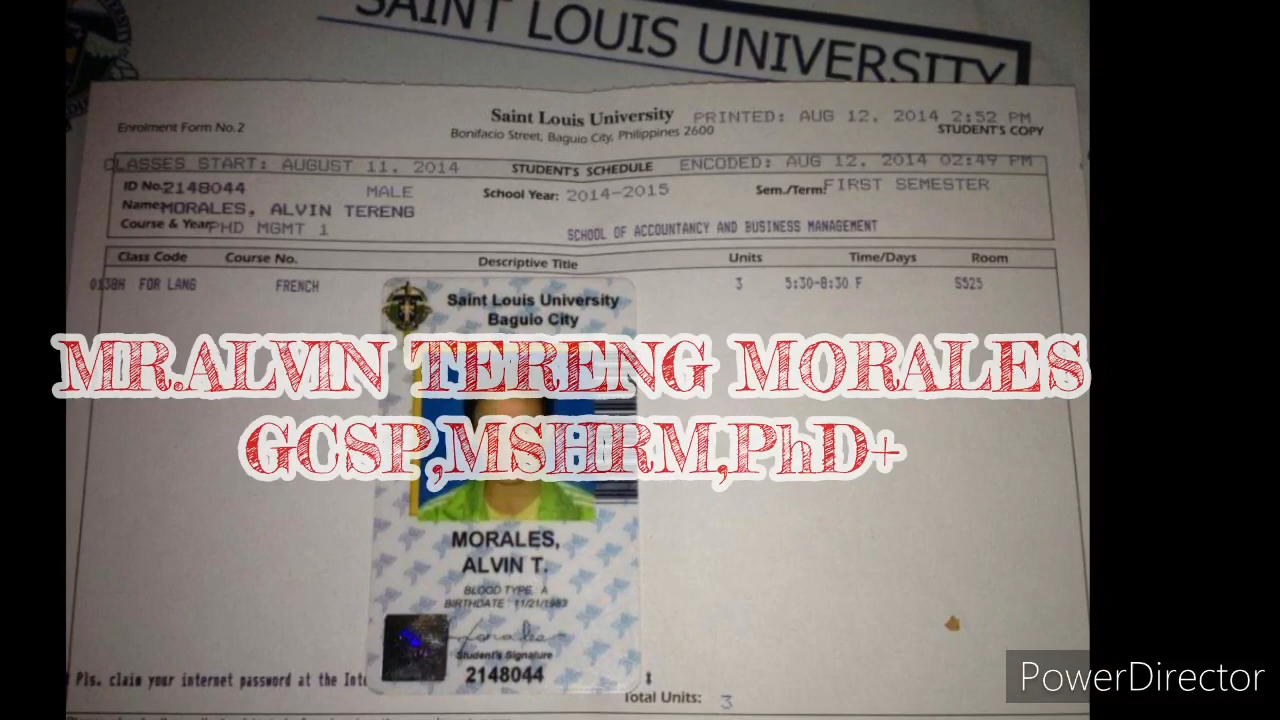 SAINT LOUIS UNIVERSITY
Saint Louis University PRINTED: AUG 12, 2014 2:52 PM
Enrolment Form No.2 Bonifacio Street, Baguio City, Philippines 2600 STUDENT'S COPY
CLASSES START: AUGUST 11, 2014 STUDENT'S SCHEDULE ENCODED: AUG 12, 2014 02:49 PM
ID No. 2148044 MALE School Year: 2014-2015 Sem./Term: FIRST SEMESTER
Name MORALES, ALVIN TERENG
Course & Year PHD MGMT 1 SCHOOL OF ACCOUNTANCY AND BUSINESS MANAGEMENT
Class Code Course No. Descriptive Title Units Time/Days Room
0138H FOR LANG FRENCH 3 5:30-8:30 F S525
Saint Louis University
Baguio City
MR.ALVIN TERENG MORALES
GCSP,MSHRM,PhD+
MORALES,
ALVIN T.
BLOOD TYPE: A
BIRTHDATE : 11/21/1983
Student's Signature
2148044
Pls. claim your internet password at the
Total Units: 3
PowerDirector